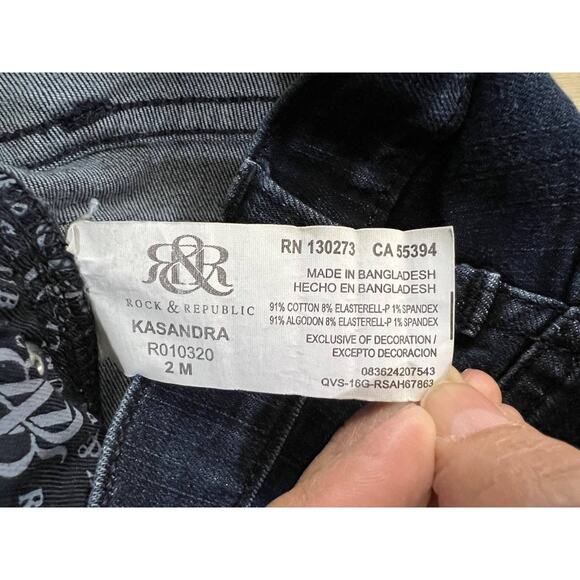 R&R
ROCK & REPUBLIC
KASANDRA
R010320
2 M
RN 130273 CA 55394
MADE IN BANGLADESH
HECHO EN BANGLADESH
91% COTTON 8% ELASTERELL-P 1% SPANDEX
91% ALGODON 8% ELASTERELL-P 1% SPANDEX
EXCLUSIVE OF DECORATION /
EXCEPTO DECORACION
083624207543
QVS-16G-RSAH67863